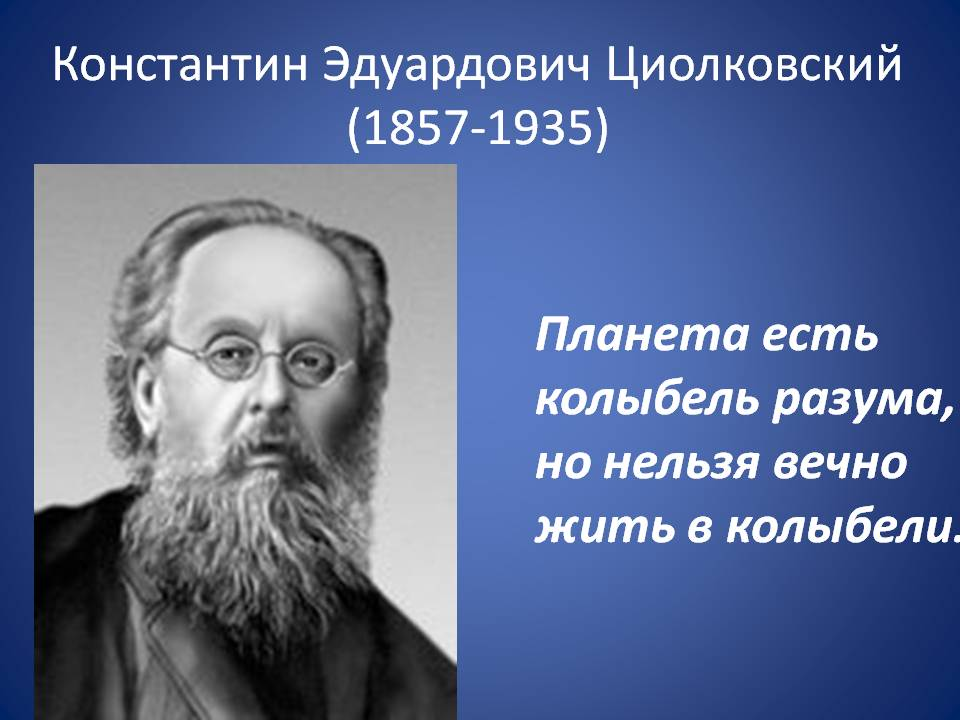 Константин Эдуардович Циолковский
(1857-1935)
Планета есть
колыбель разума,
но нельзя вечно
жить в колыбели.